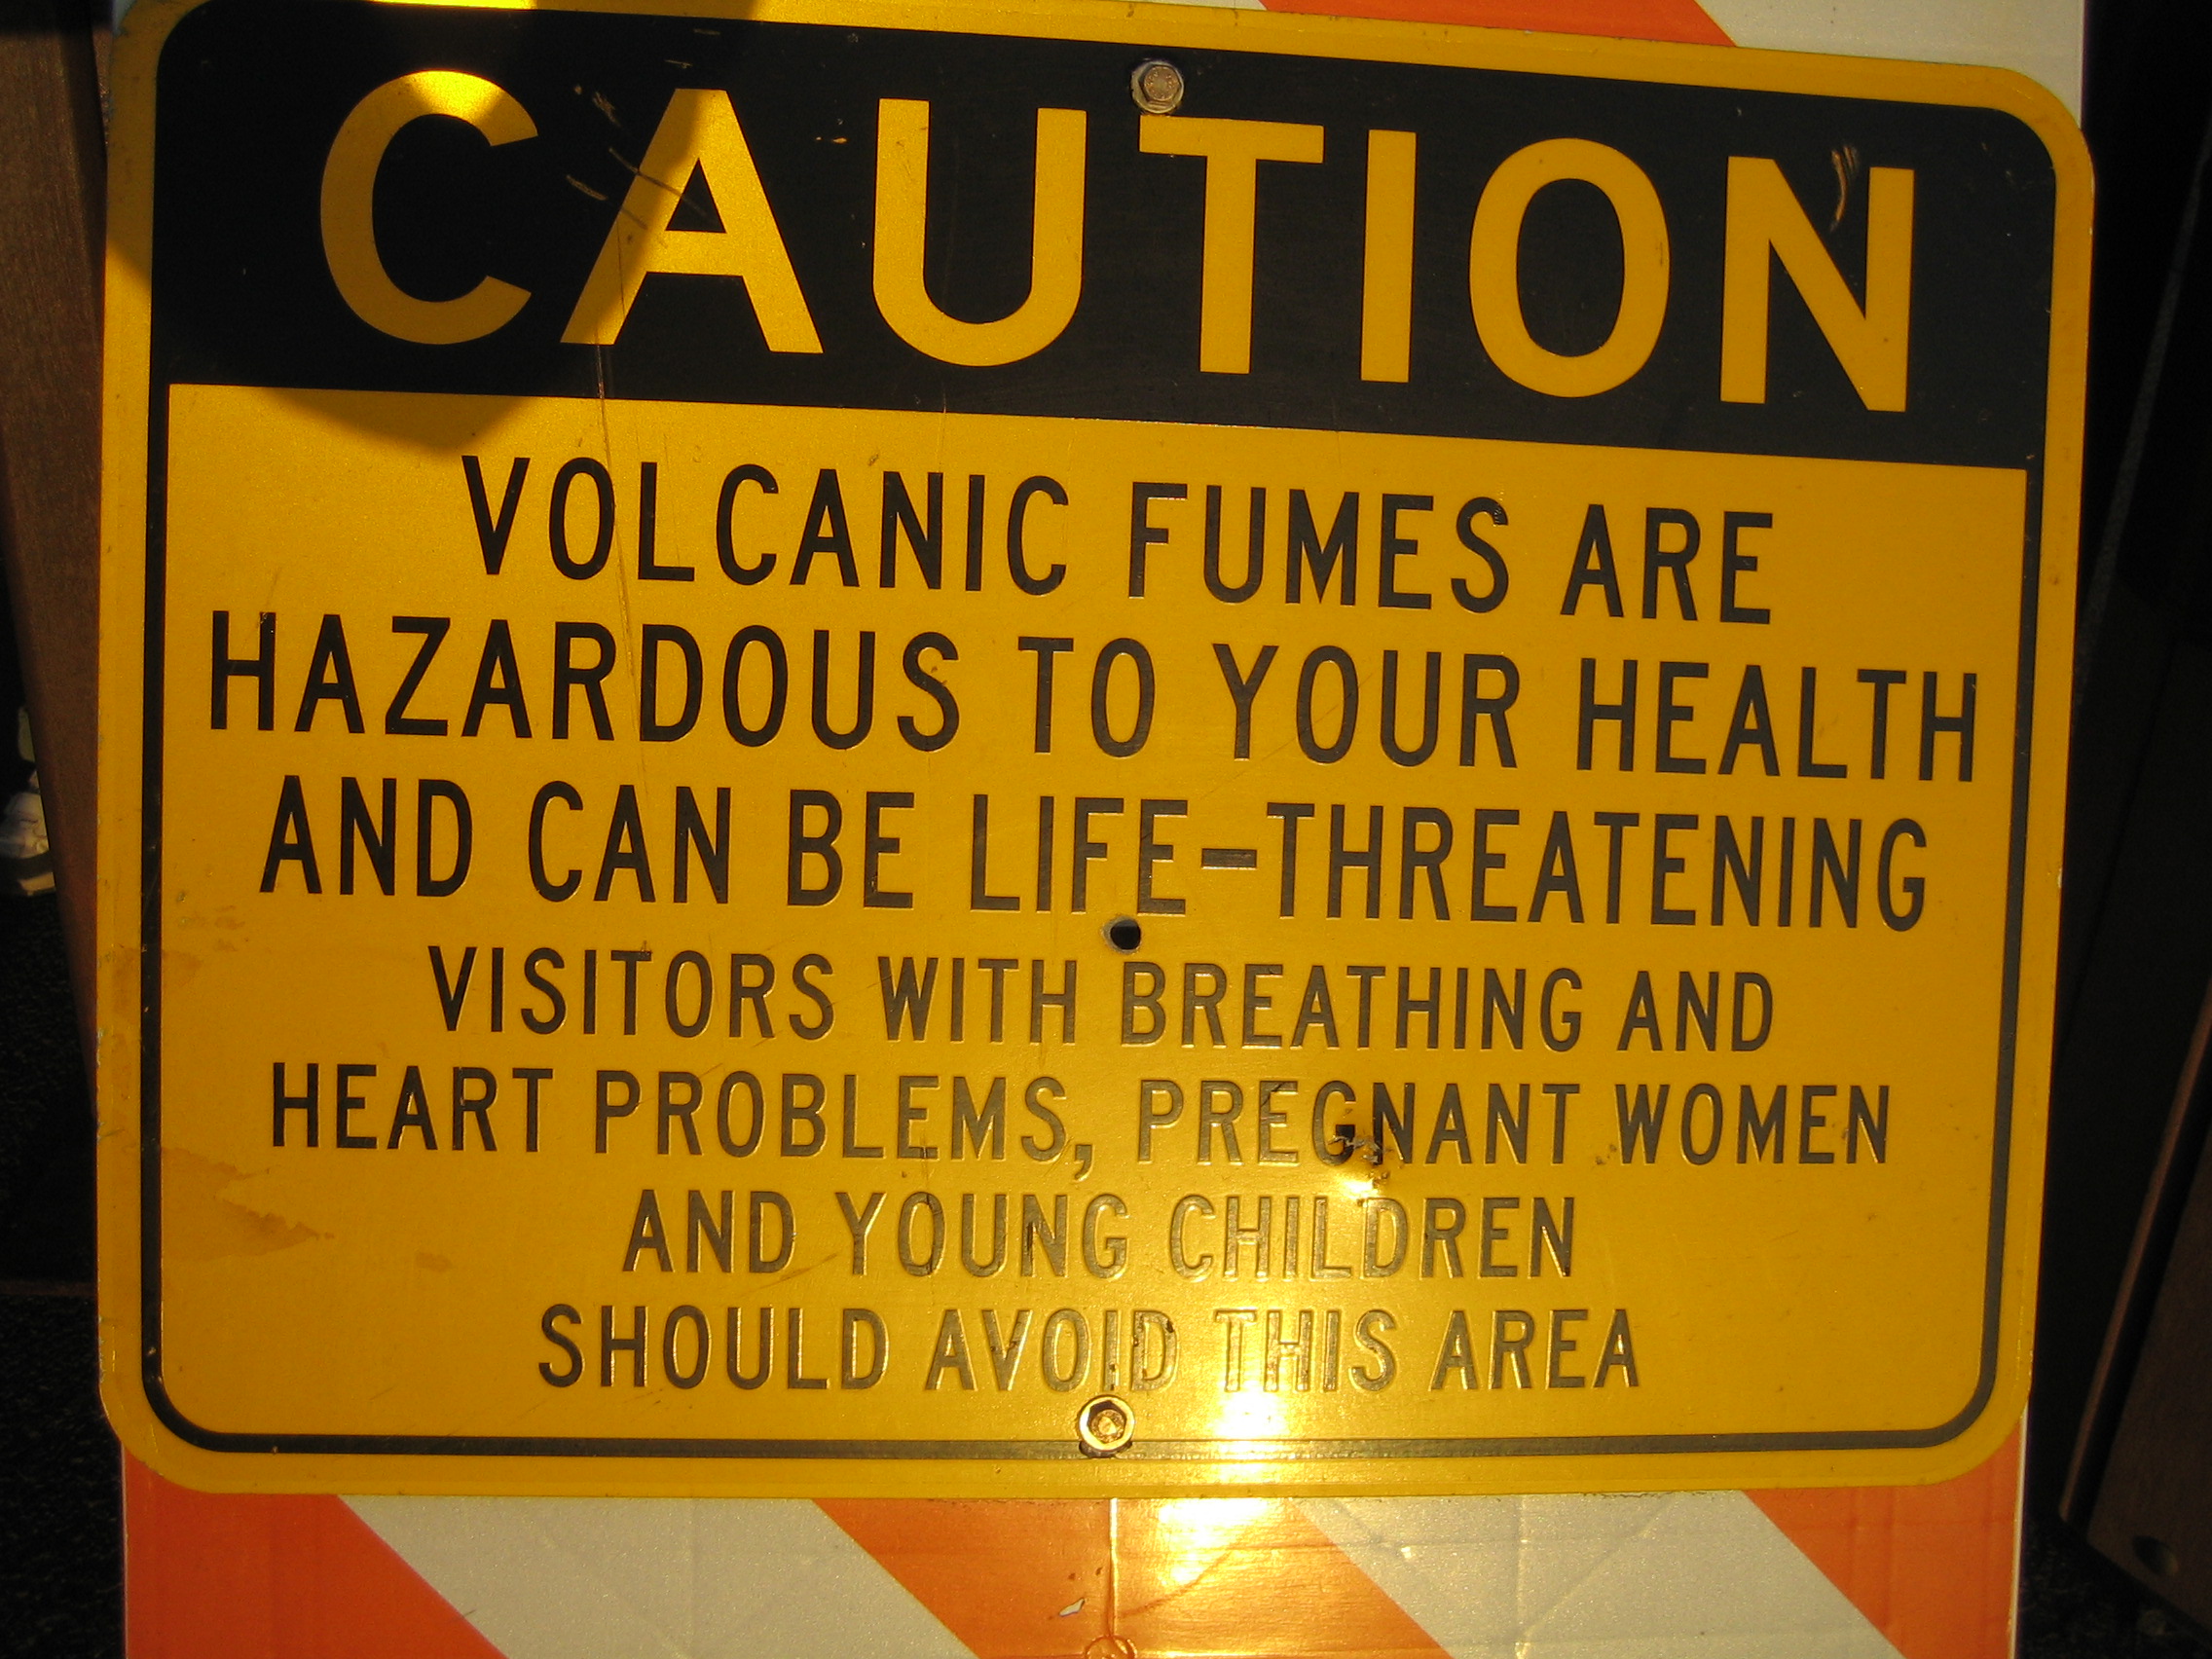 CAUTION
VOLCANIC FUMES ARE
HAZARDOUS TO YOUR HEALTH
AND CAN BE LIFE-THREATENING
VISITORS WITH BREATHING AND
HEART PROBLEMS, PREGNANT WOMEN
AND YOUNG CHILDREN
SHOULD AVOID THIS AREA